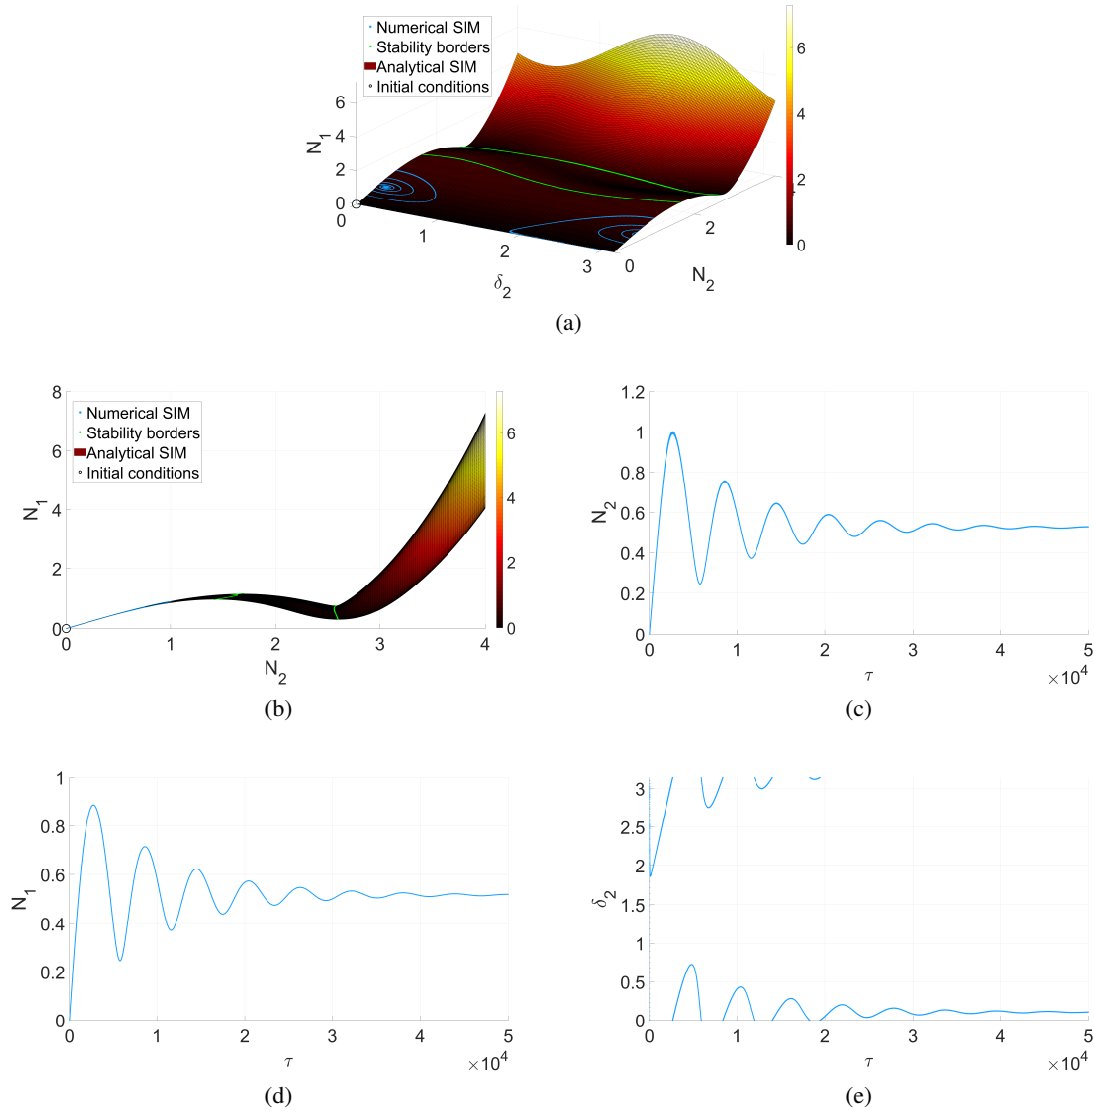 Numerical SIM
Stability borders
Analytical SIM
Initial conditions
N1
6
4
2
0
0
1
2
3
δ2
0
2
N2
6
4
2
0
(a)
8
6
4
2
0
N1
Numerical SIM
Stability borders
Analytical SIM
Initial conditions
0 1 2 3 4
N2
6
4
2
0
(b)
1.2
1
0.8
0.6
0.4
0.2
0
N2
0 1 2 3 4 5
τ
×10^4
(c)
1
0.8
0.6
0.4
0.2
0
N1
0 1 2 3 4 5
τ
×10^4
(d)
3
2.5
2
1.5
1
0.5
0
δ2
0 1 2 3 4 5
τ
×10^4
(e)